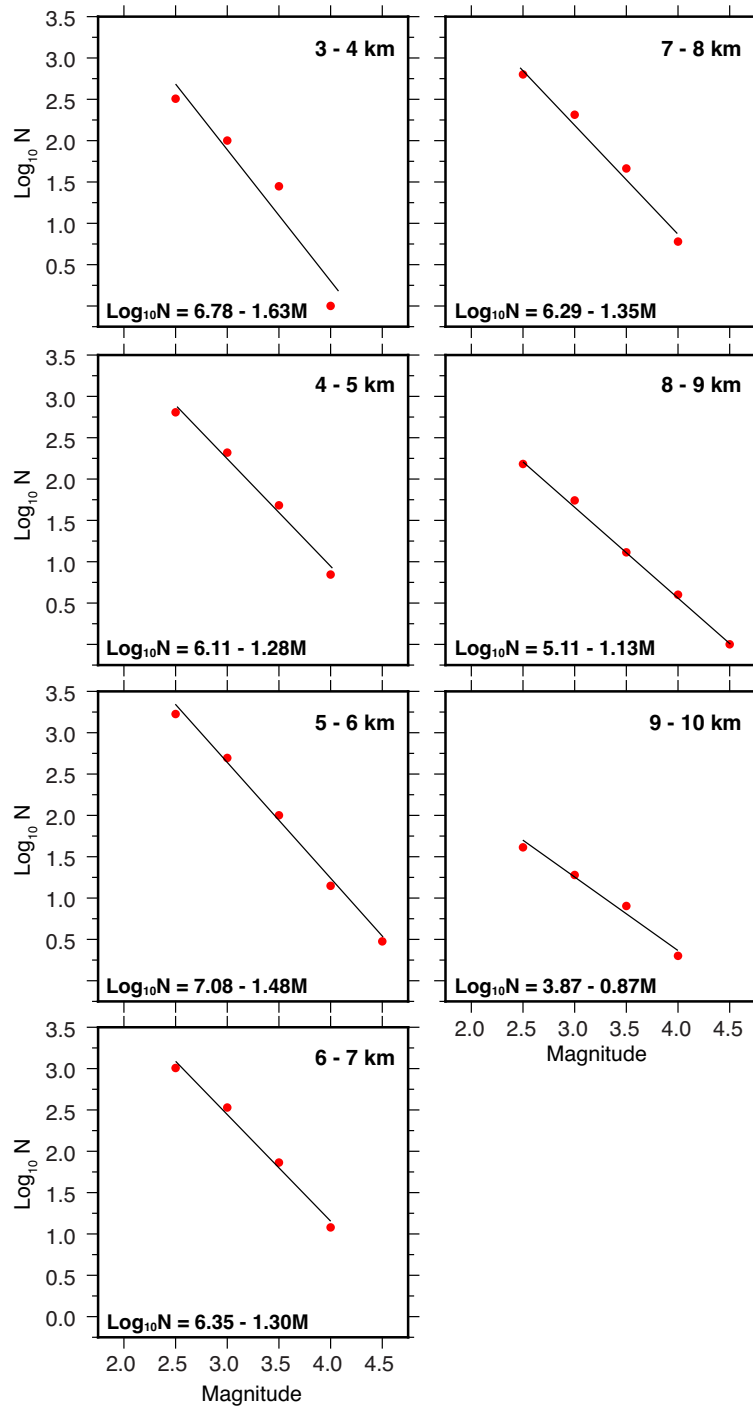 3.5
3.0
2.5
2.0
1.5
1.0
0.5
Log₁₀ N
3 - 4 km
Log₁₀N = 6.78 - 1.63M
7 - 8 km
Log₁₀N = 6.29 - 1.35M
3.5
3.0
2.5
2.0
1.5
1.0
0.5
Log₁₀ N
4 - 5 km
Log₁₀N = 6.11 - 1.28M
8 - 9 km
Log₁₀N = 5.11 - 1.13M
3.5
3.0
2.5
2.0
1.5
1.0
0.5
Log₁₀ N
5 - 6 km
Log₁₀N = 7.08 - 1.48M
9 - 10 km
Log₁₀N = 3.87 - 0.87M
2.0 2.5 3.0 3.5 4.0 4.5
Magnitude
3.5
3.0
2.5
2.0
1.5
1.0
0.5
0.0
Log₁₀ N
6 - 7 km
Log₁₀N = 6.35 - 1.30M
2.0 2.5 3.0 3.5 4.0 4.5
Magnitude